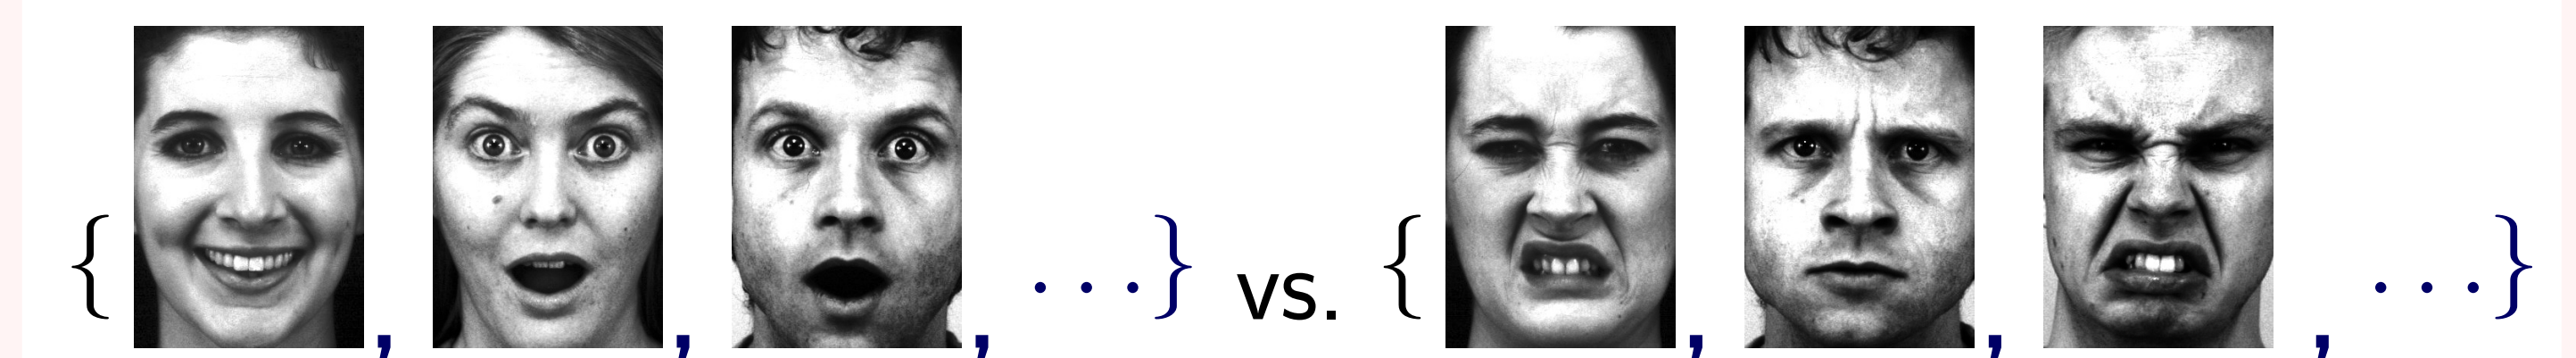 { , , , ...} vs. { , , , ...}